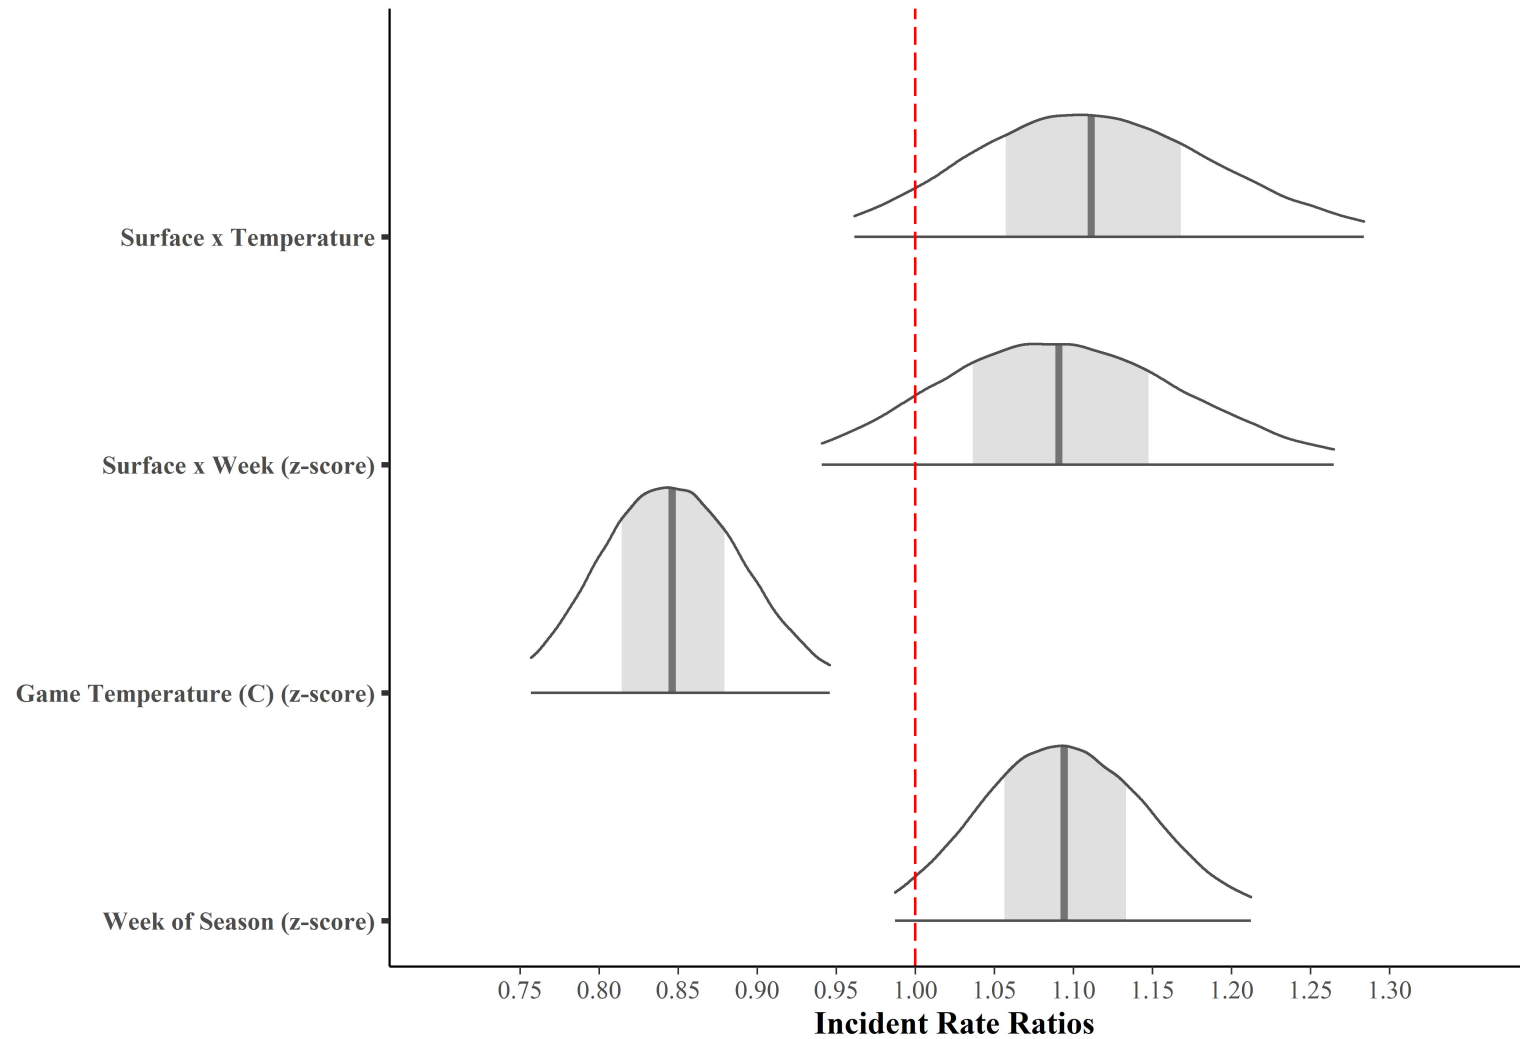 Surface x Temperature
Surface x Week (z-score)
Game Temperature (C) (z-score)
Week of Season (z-score)
0.75 0.80 0.85 0.90 0.95 1.00 1.05 1.10 1.15 1.20 1.25 1.30
Incident Rate Ratios